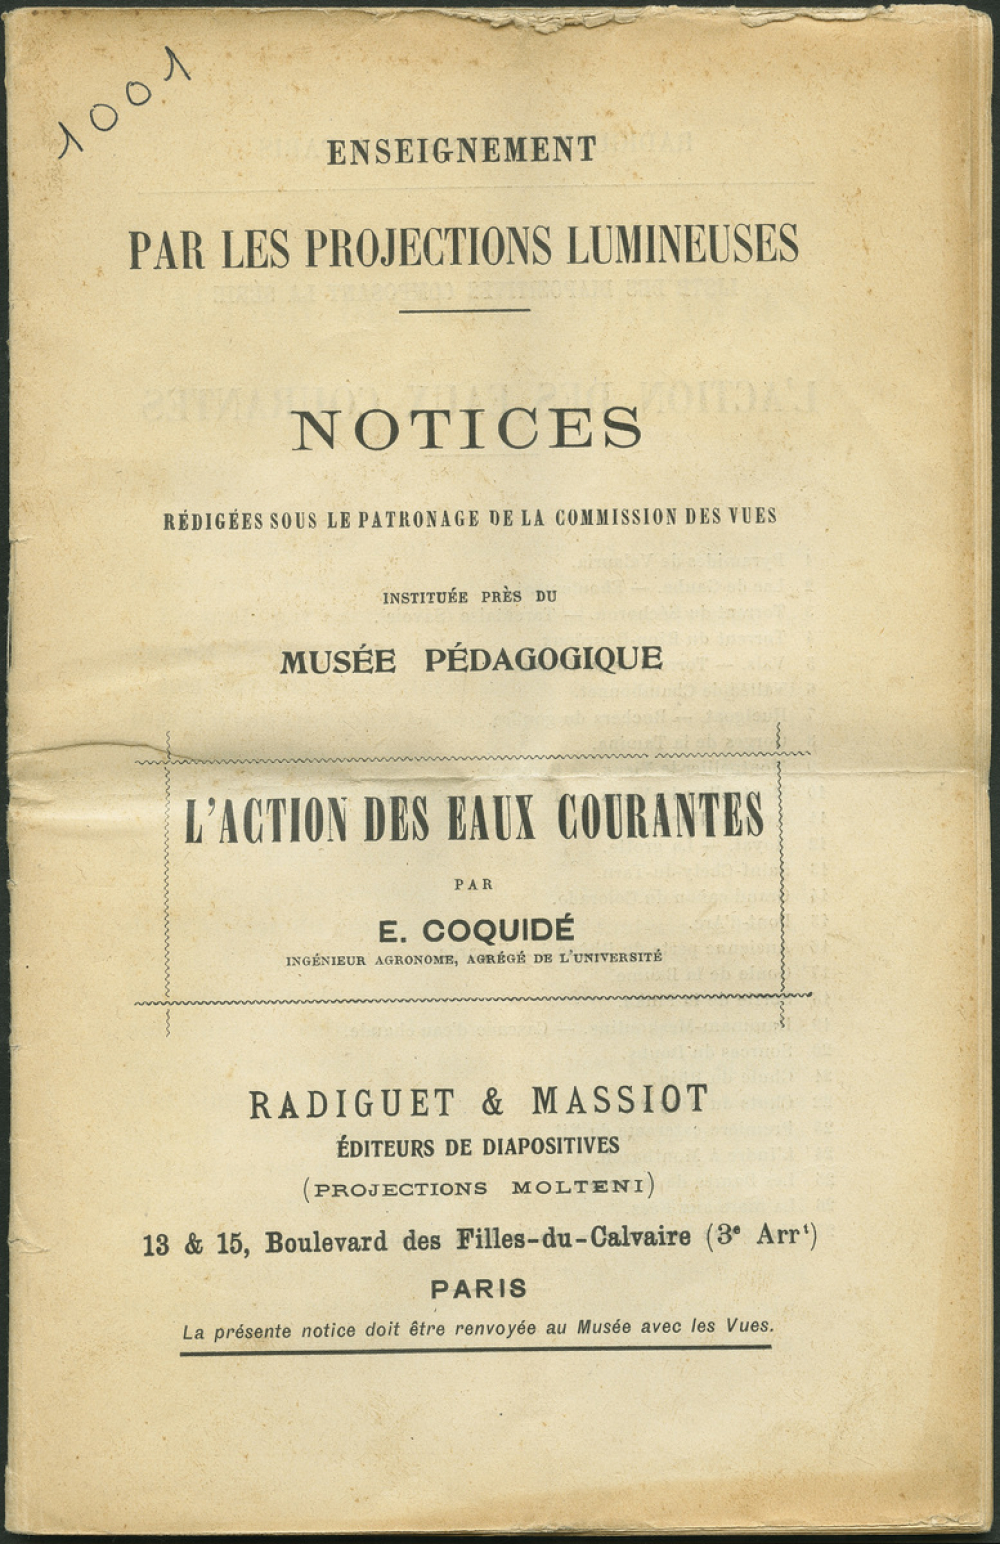 1001
ENSEIGNEMENT
PAR LES PROJECTIONS LUMINEUSES
NOTICES
RÉDIGÉES SOUS LE PATRONAGE DE LA COMMISSION DES VUES
INSTITUÉE PRÈS DU
MUSÉE PÉDAGOGIQUE
L'ACTION DES EAUX COURANTES
PAR
E. COQUIDÉ
INGÉNIEUR AGRONOME, AGRÉGÉ DE L'UNIVERSITÉ
RADIGUET & MASSIOT
ÉDITEURS DE DIAPOSITIVES
(PROJECTIONS MOLTENI)
13 & 15, Boulevard des Filles-du-Calvaire (3e Arrt)
PARIS
La présente notice doit être renvoyée au Musée avec les Vues.